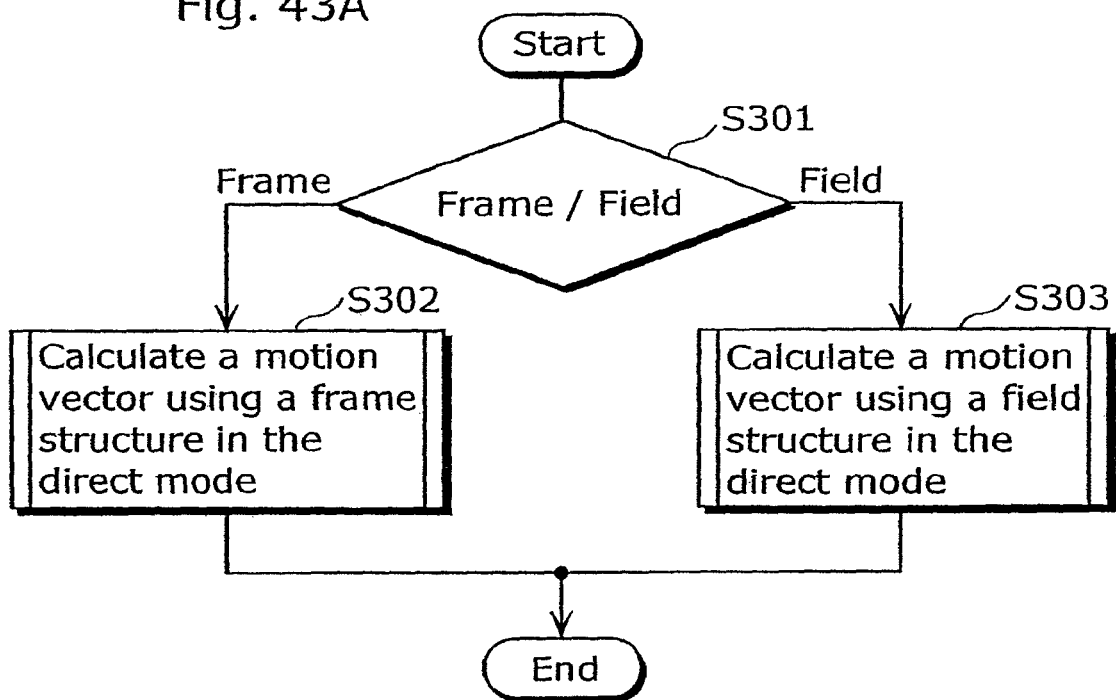 Fig. 43A
Start
S301
Frame
Frame / Field
Field
S302
Calculate a motion
vector using a frame
structure in the
direct mode
S303
Calculate a motion
vector using a field
structure in the
direct mode
End